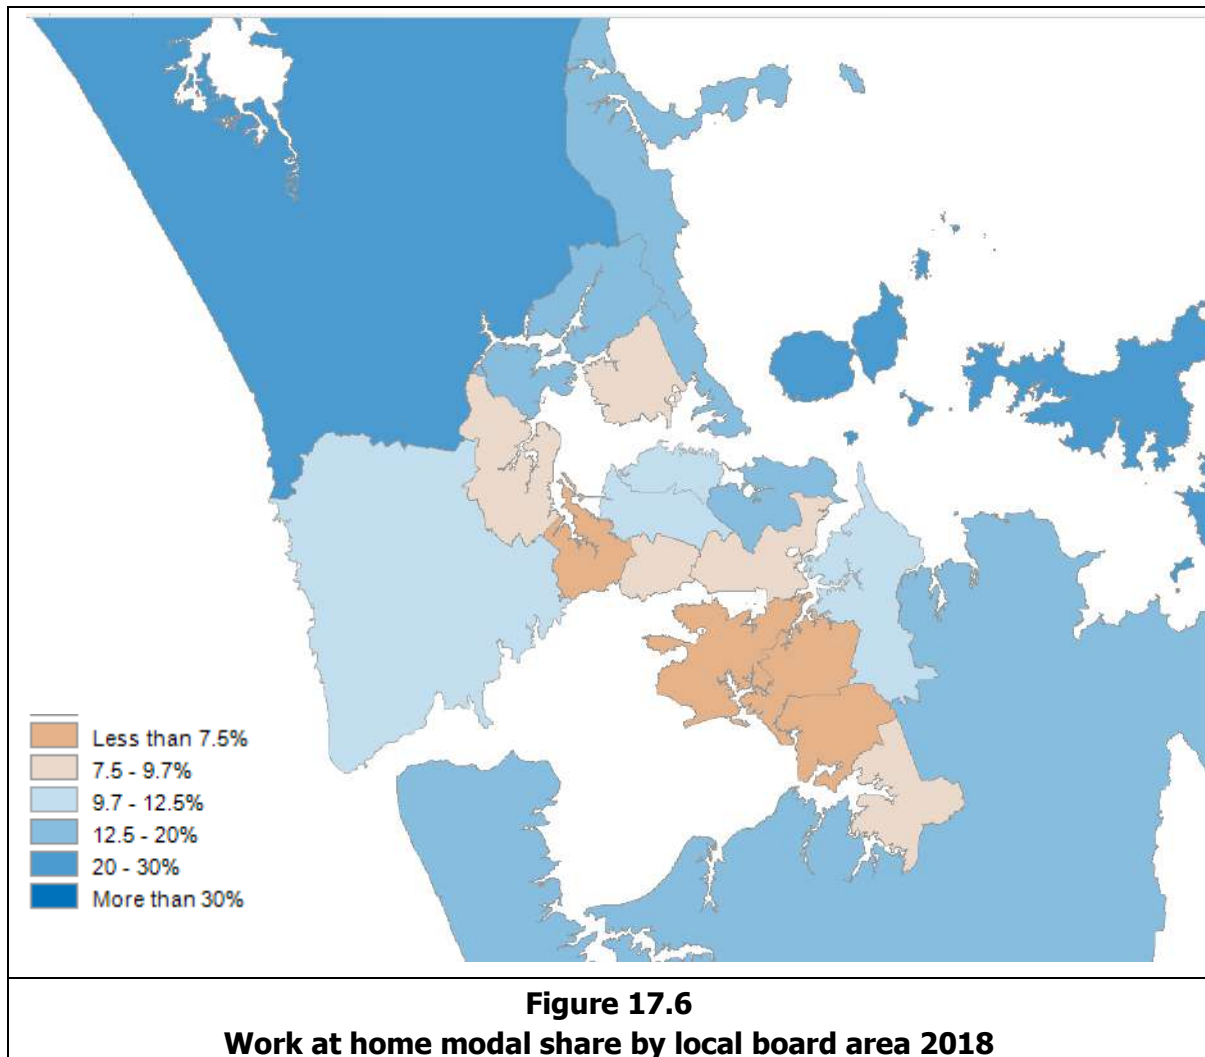 Less than 7.5%
7.5 - 9.7%
9.7 - 12.5%
12.5 - 20%
20 - 30%
More than 30%
Figure 17.6
Work at home modal share by local board area 2018